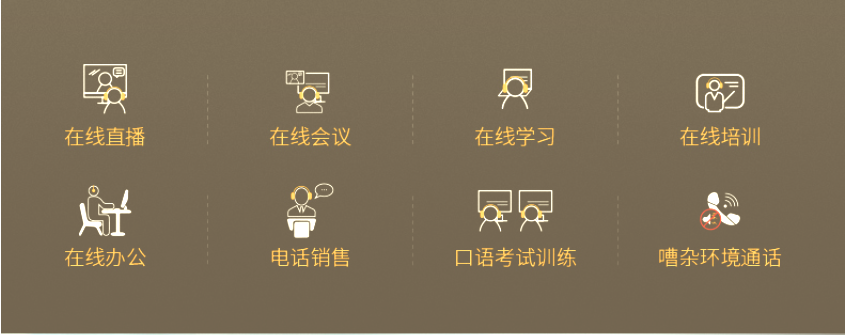 在线直播
在线会议
在线学习
在线培训
在线办公
电话销售
口语考试训练
嘈杂环境通话